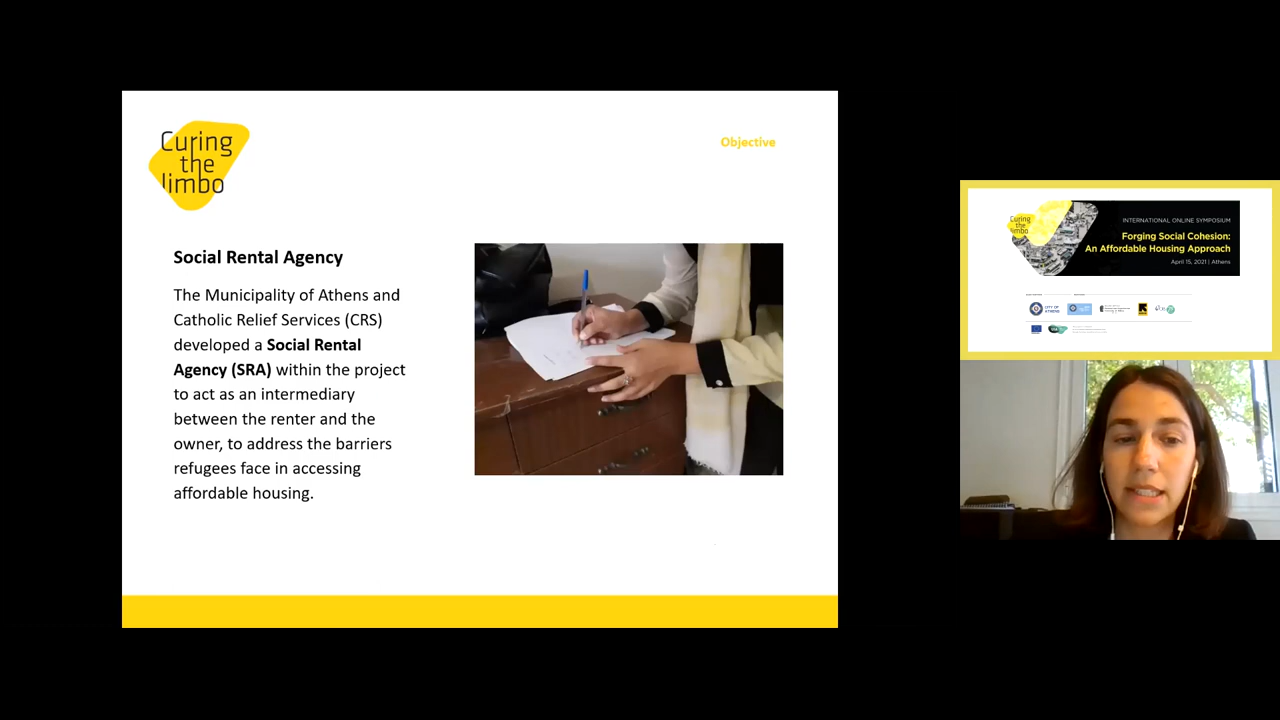 Curing
the
limbo
Objective
Social Rental Agency
The Municipality of Athens and
Catholic Relief Services (CRS)
developed a Social Rental
Agency (SRA) within the project
to act as an intermediary
between the renter and the
owner, to address the barriers
refugees face in accessing
affordable housing.
Curing
the
limbo
INTERNATIONAL ONLINE SYMPOSIUM
Forging Social Cohesion:
An Affordable Housing Approach
April 15, 2021 | Athens
CITY OF
ATHENS